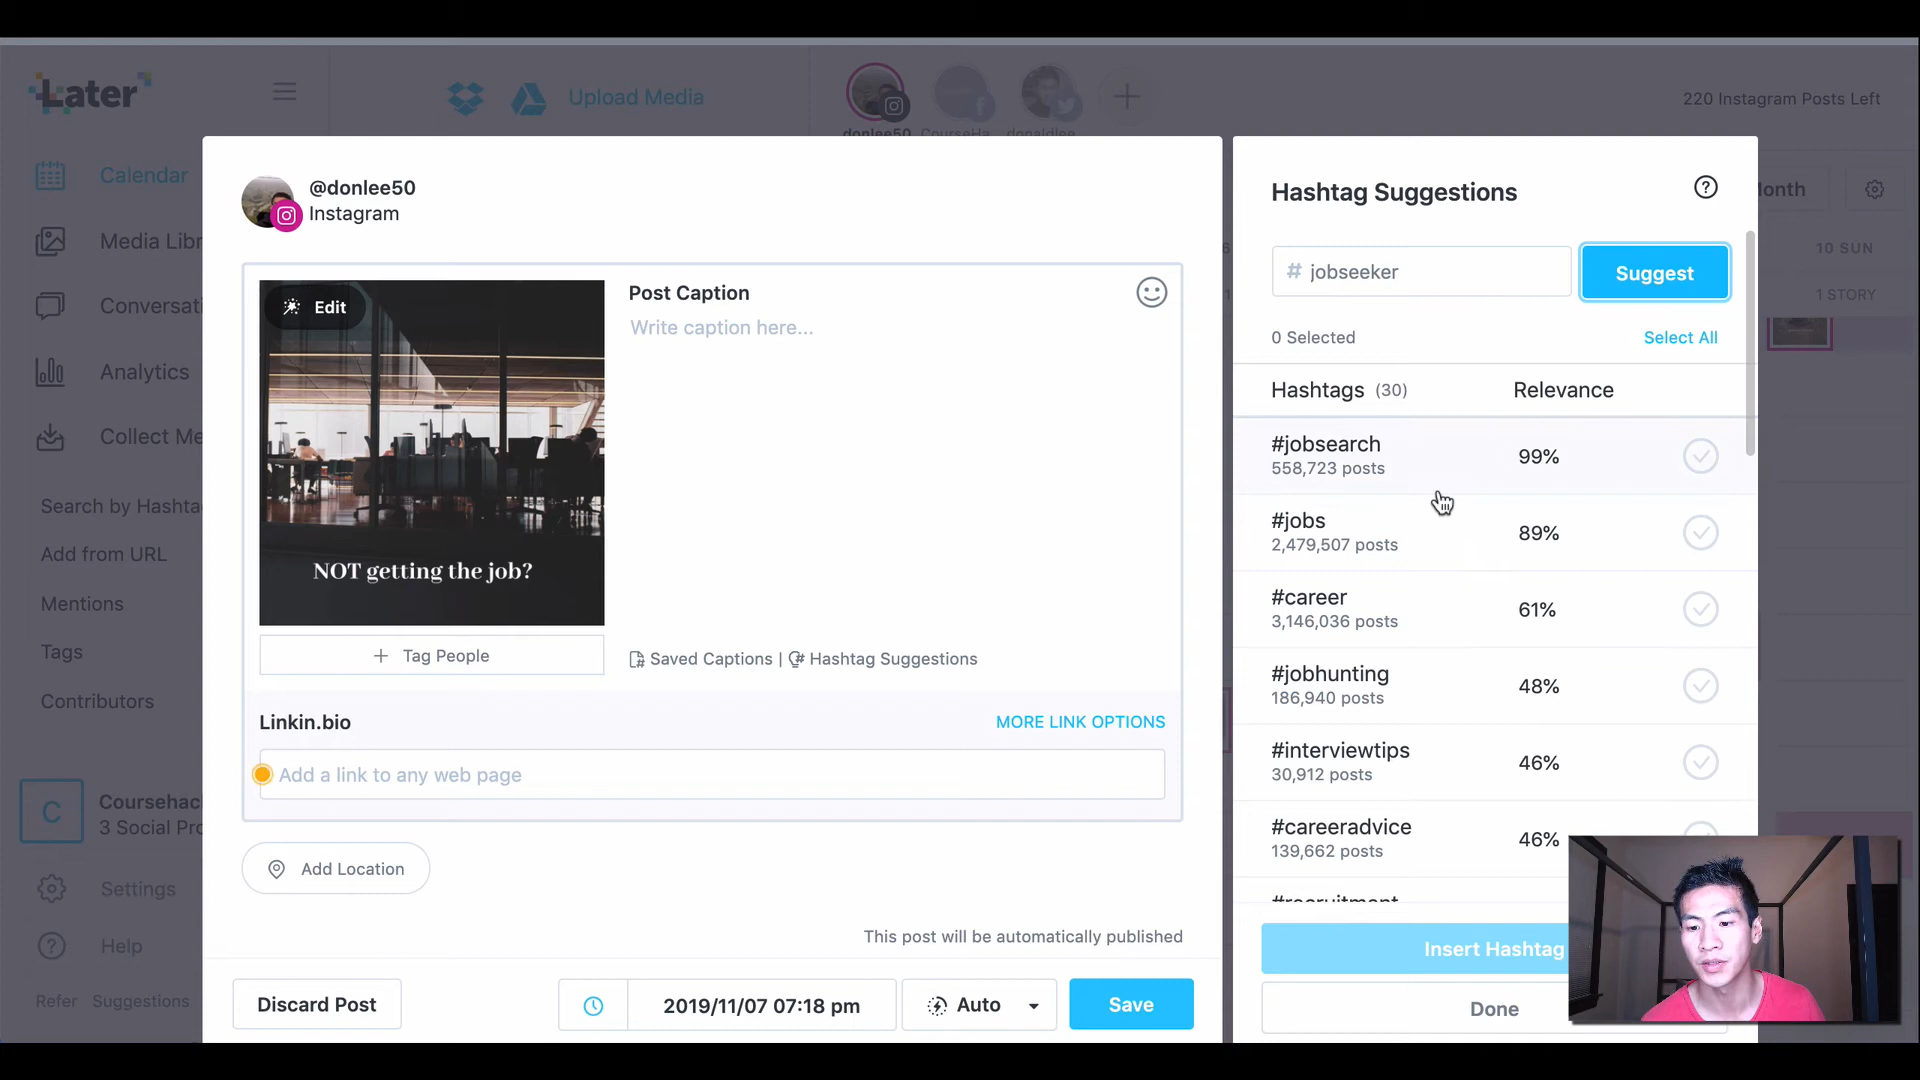 Later
Upload Media
donlee50
CourseHa
donaldlee
220 Instagram Posts Left
Calendar
Media Libr
Conversati
Analytics
Collect Me
Search by Hashta
Add from URL
Mentions
Tags
Contributors
C
Coursehac
3 Social Pro
Settings
Help
Refer
Suggestions
@donlee50
Instagram
Edit
NOT getting the job?
+ Tag People
Post Caption
Write caption here...
Saved Captions | Hashtag Suggestions
Linkin.bio
MORE LINK OPTIONS
Add a link to any web page
Add Location
This post will be automatically published
Discard Post
2019/11/07 07:18 pm
Auto
Save
Hashtag Suggestions
# jobseeker
Suggest
0 Selected
Select All
Hashtags (30)
Relevance
#jobsearch
558,723 posts
99%
#jobs
2,479,507 posts
89%
#career
3,146,036 posts
61%
#jobhunting
186,940 posts
48%
#interviewtips
30,912 posts
46%
#careeradvice
139,662 posts
46%
#recruitment
Insert Hashtag
Done
onth
10 SUN
1 STORY